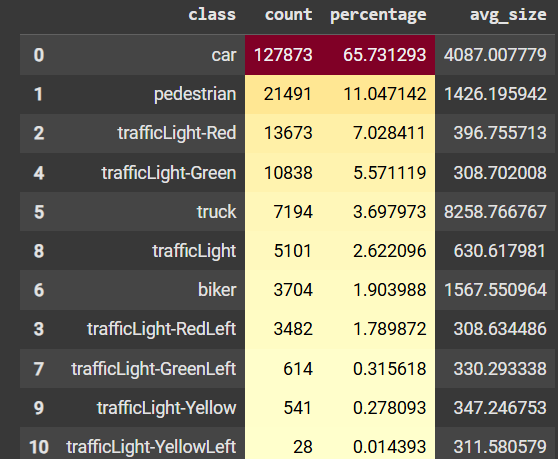 class count percentage avg_size
0 car 127873 65.731293 4087.007779
1 pedestrian 21491 11.047142 1426.195942
2 trafficLight-Red 13673 7.028411 396.755713
4 trafficLight-Green 10838 5.571119 308.702008
5 truck 7194 3.697973 8258.766767
8 trafficLight 5101 2.622096 630.617981
6 biker 3704 1.903988 1567.550964
3 trafficLight-RedLeft 3482 1.789872 308.634486
7 trafficLight-GreenLeft 614 0.315618 330.293338
9 trafficLight-Yellow 541 0.278093 347.246753
10 trafficLight-YellowLeft 28 0.014393 311.580579